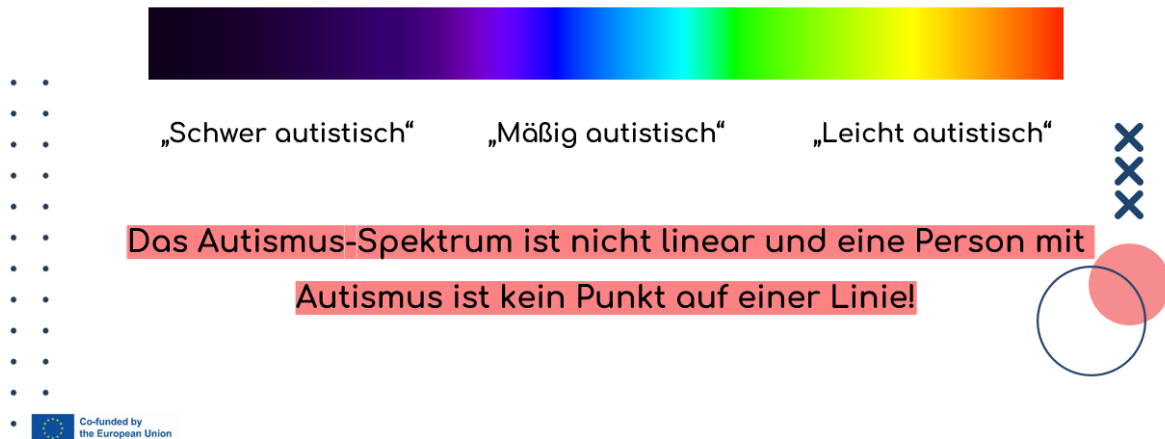 „Schwer autistisch“
„Mäßig autistisch“
„Leicht autistisch“
Das Autismus-Spektrum ist nicht linear und eine Person mit
Autismus ist kein Punkt auf einer Linie!
Co-funded by
the European Union